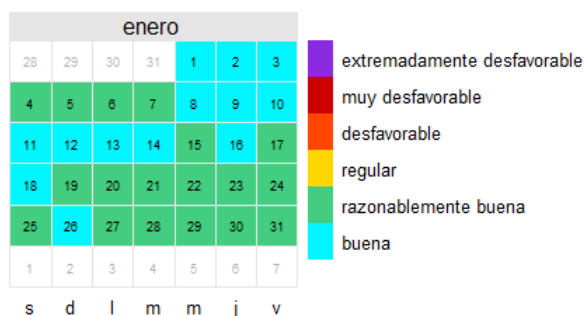 enero
28 29 30 31 1 2 3
4 5 6 7 8 9 10
11 12 13 14 15 16 17
18 19 20 21 22 23 24
25 26 27 28 29 30 31
1 2 3 4 5 6 7
s d l m m j v
extremadamente desfavorable
muy desfavorable
desfavorable
regular
razonablemente buena
buena